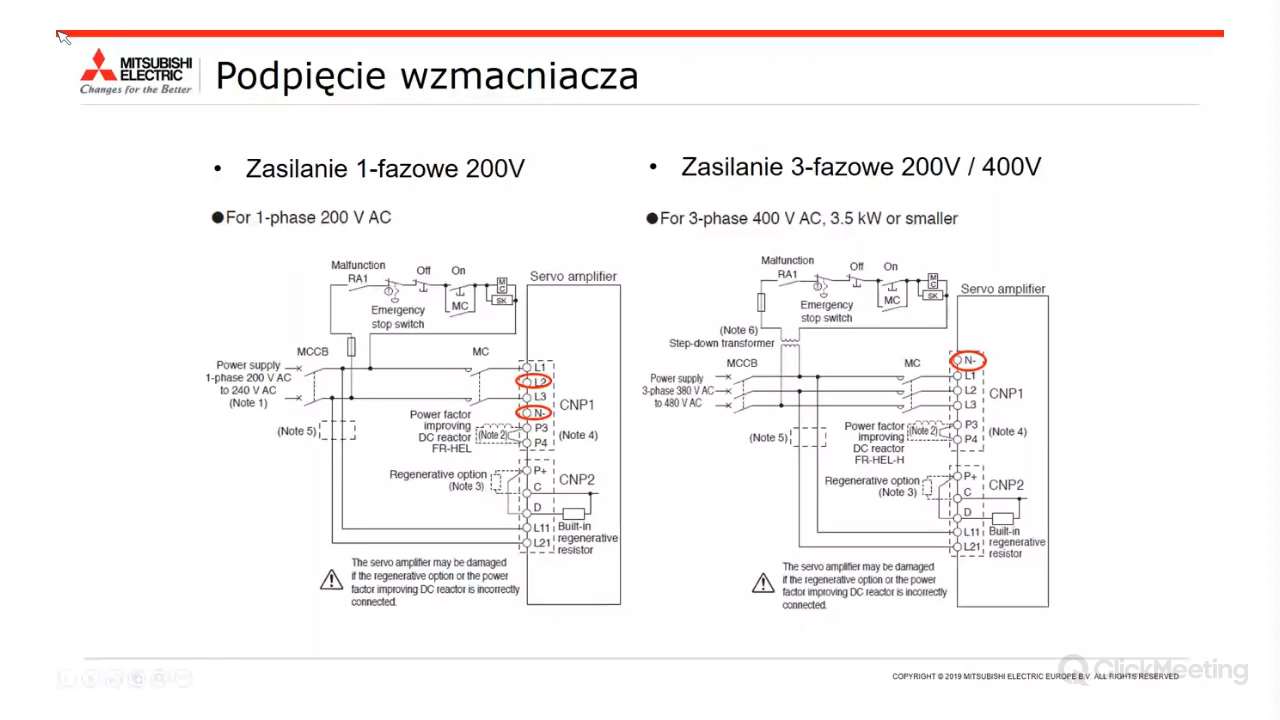 MITSUBISHI
ELECTRIC
Changes for the Better
Podpięcie wzmacniacza
• Zasilanie 1-fazowe 200V
●For 1-phase 200 V AC
Malfunction
RA1
Off
On
MC
SK
MC
Emergency
stop switch
Servo amplifier
MCCB
MC
Power supply
1-phase 200 V AC
to 240 V AC
(Note 1)
L1
L2
L3
N-
CNP1
Power factor
improving
DC reactor
FR-HEL
(Note 2)
P3
P4
(Note 4)
(Note 5)
Regenerative option
(Note 3)
P+
C
D
CNP2
L11
L21
Built-in
regenerative
resistor
The servo amplifier may be damaged
if the regenerative option or the power
factor improving DC reactor is incorrectly
connected.
• Zasilanie 3-fazowe 200V / 400V
●For 3-phase 400 V AC, 3.5 kW or smaller
Malfunction
RA1
Off
On
MC
SK
MC
Emergency
stop switch
Servo amplifier
(Note 6)
Step-down transformer
MCCB
MC
Power supply
3-phase 380 V AC
to 480 V AC
N-
L1
L2
L3
CNP1
Power factor
improving
DC reactor
FR-HEL-H
(Note 2)
P3
P4
(Note 4)
(Note 5)
Regenerative option
(Note 3)
P+
C
D
CNP2
L11
L21
Built-in
regenerative
resistor
The servo amplifier may be damaged
if the regenerative option or the power
factor improving DC reactor is incorrectly
connected.
COPYRIGHT © 2019 MITSUBISHI ELECTRIC EUROPE B.V. ALL RIGHTS RESERVED
ClickMeeting